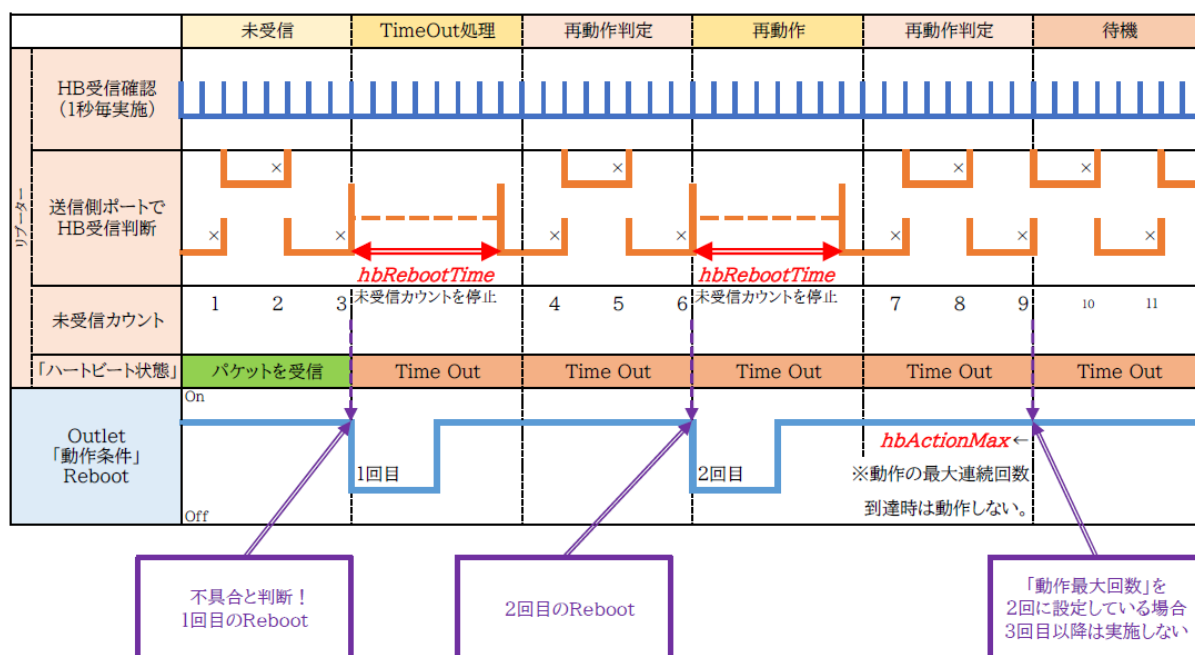 未受信
TimeOut処理
再動作判定
再動作
再動作判定
待機
リブーター
HB受信確認
(1秒毎実施)
送信側ポートで
HB受信判断
×
×
×
×
×
×
×
×
×
×
×
hbRebootTime
hbRebootTime
未受信カウント
1
2
3
未受信カウントを停止
4
5
6
未受信カウントを停止
7
8
9
10
11
「ハートビート状態」
パケットを受信
Time Out
Time Out
Time Out
Time Out
Time Out
Outlet
「動作条件」
Reboot
On
Off
1回目
2回目
hbActionMax←
※動作の最大連続回数
到達時は動作しない。
不具合と判断！
1回目のReboot
2回目のReboot
「動作最大回数」を
2回に設定している場合
3回目以降は実施しない